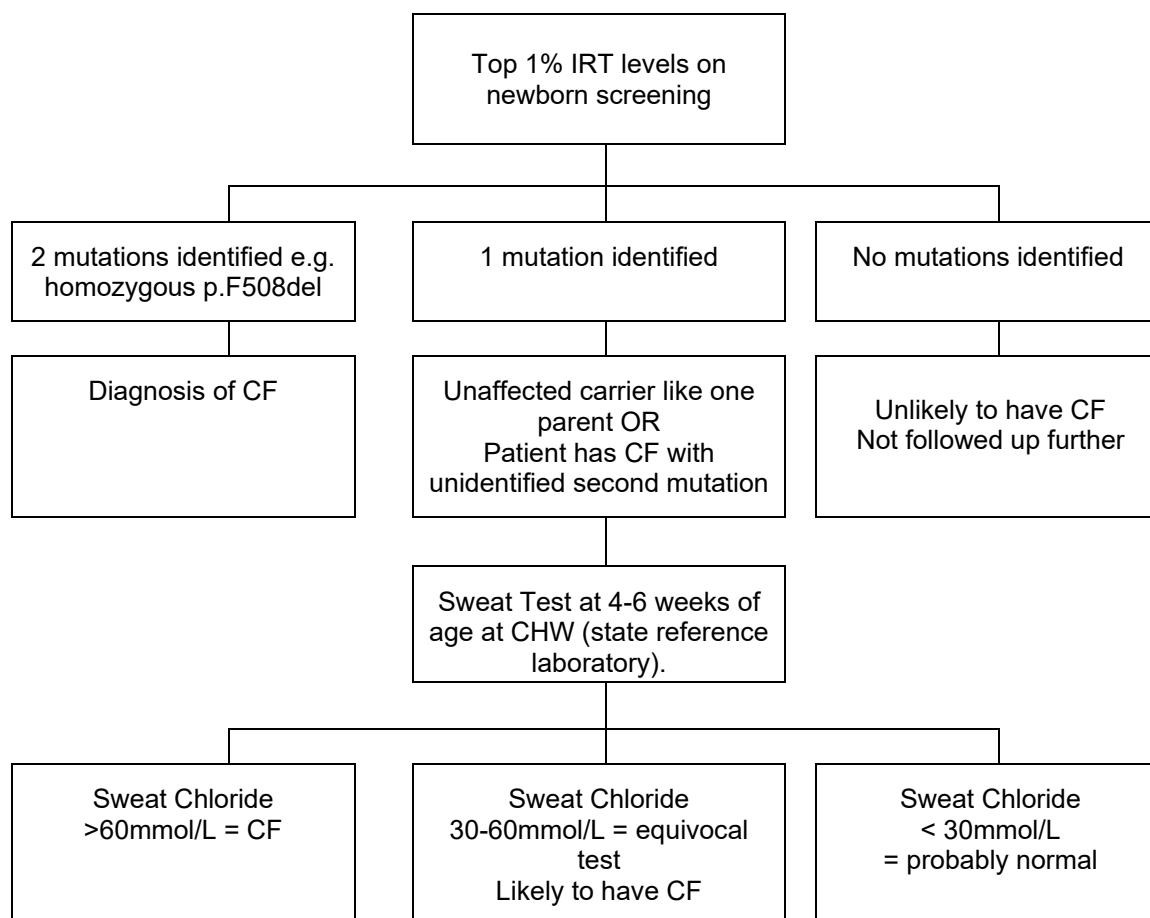 Top 1% IRT levels on
newborn screening
2 mutations identified e.g.
homozygous p.F508del
1 mutation identified
No mutations identified
Diagnosis of CF
Unaffected carrier like one
parent OR
Patient has CF with
unidentified second mutation
Unlikely to have CF
Not followed up further
Sweat Test at 4-6 weeks of
age at CHW (state reference
laboratory).
Sweat Chloride
>60mmol/L = CF
Sweat Chloride
30-60mmol/L = equivocal
test
Likely to have CF
Sweat Chloride
< 30mmol/L
= probably normal